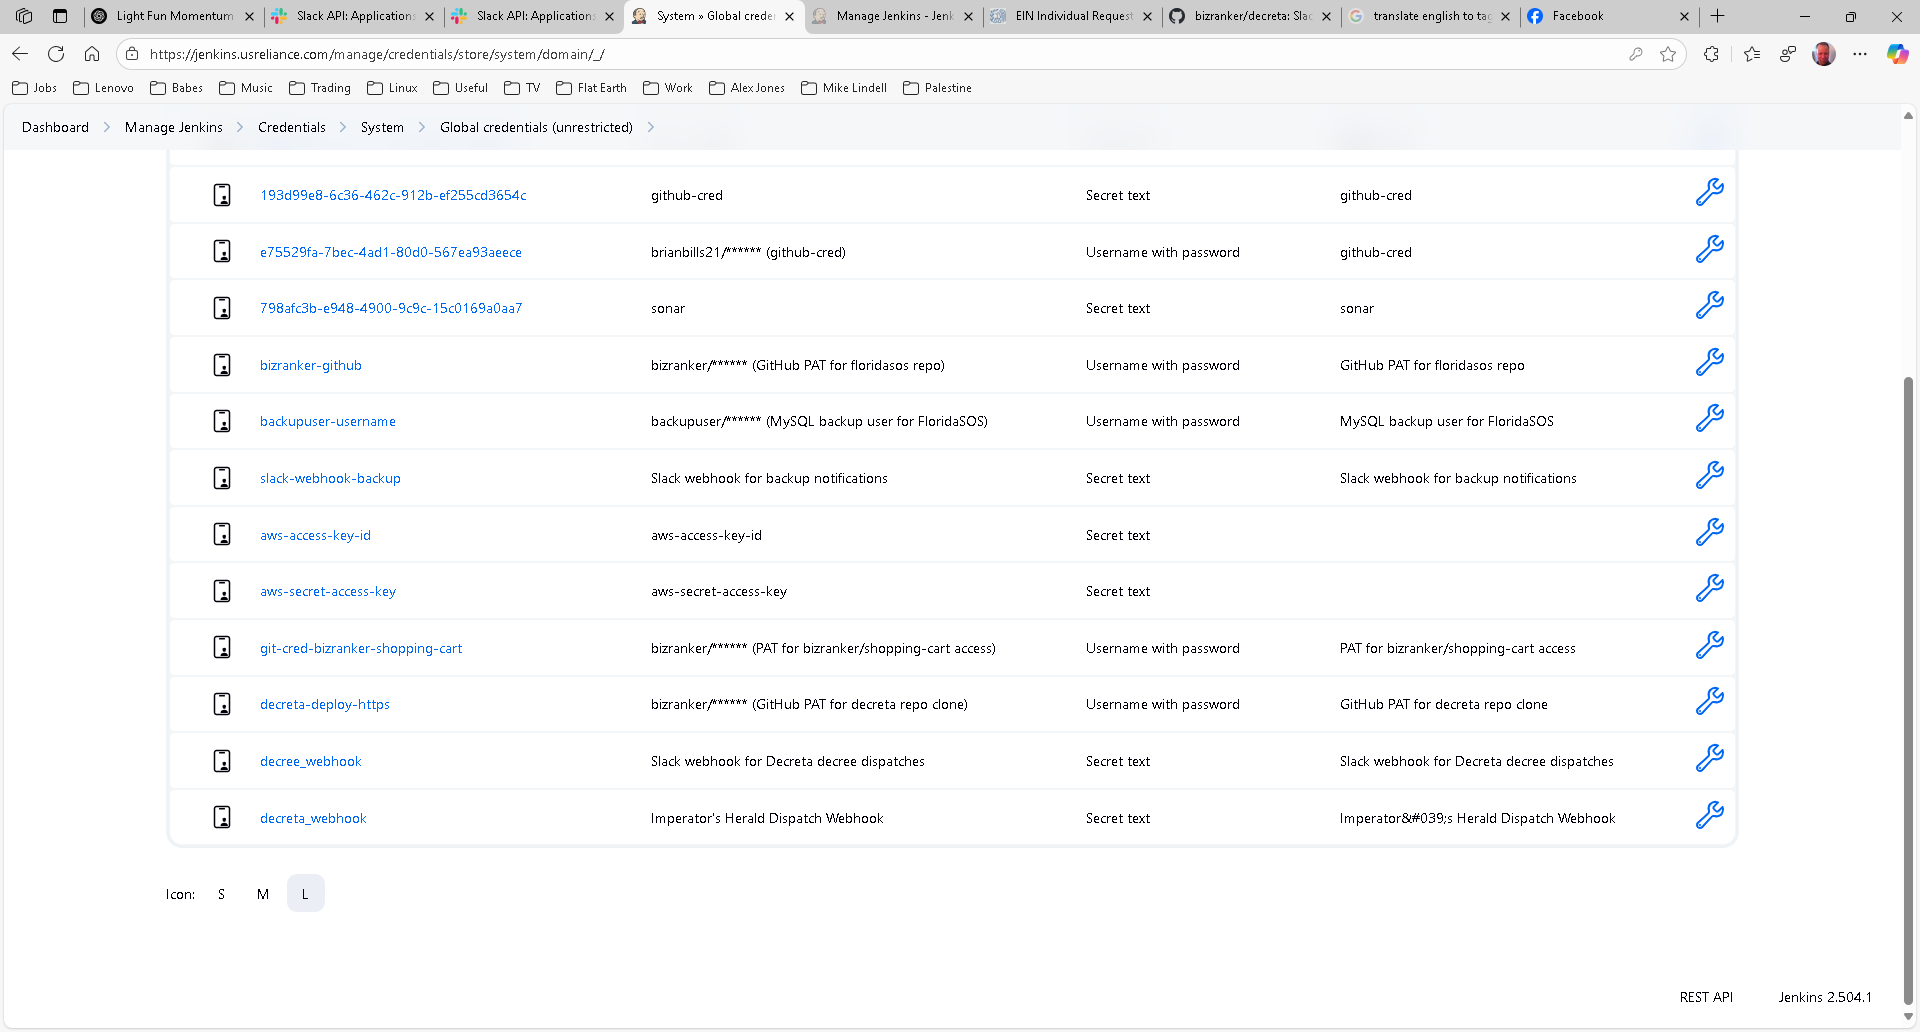 Light Fun Momentum
Slack API: Applications
Slack API: Applications
System » Global creder
Manage Jenkins - Jenk
EIN Individual Request
bizranker/decreta: Slac
translate english to tag
Facebook
https://jenkins.usreliance.com/manage/credentials/store/system/domain/_/
Jobs Lenovo Babes Music Trading Linux Useful TV Flat Earth Work Alex Jones Mike Lindell Palestine
Dashboard Manage Jenkins Credentials System Global credentials (unrestricted)
193d99e8-6c36-462c-912b-ef255cd3654c github-cred Secret text github-cred
e75529fa-7bec-4ad1-80d0-567ea93aeece brianbills21/****** (github-cred) Username with password github-cred
798afc3b-e948-4900-9c9c-15c0169a0aa7 sonar Secret text sonar
bizranker-github bizranker/****** (GitHub PAT for floridasos repo) Username with password GitHub PAT for floridasos repo
backupuser-username backupuser/****** (MySQL backup user for FloridaSOS) Username with password MySQL backup user for FloridaSOS
slack-webhook-backup Slack webhook for backup notifications Secret text Slack webhook for backup notifications
aws-access-key-id aws-access-key-id Secret text
aws-secret-access-key aws-secret-access-key Secret text
git-cred-bizranker-shopping-cart bizranker/****** (PAT for bizranker/shopping-cart access) Username with password PAT for bizranker/shopping-cart access
decreta-deploy-https bizranker/****** (GitHub PAT for decreta repo clone) Username with password GitHub PAT for decreta repo clone
decree_webhook Slack webhook for Decreta decree dispatches Secret text Slack webhook for Decreta decree dispatches
decreta_webhook Imperator's Herald Dispatch Webhook Secret text Imperator&#039;s Herald Dispatch Webhook
Icon: S M L
REST API Jenkins 2.504.1